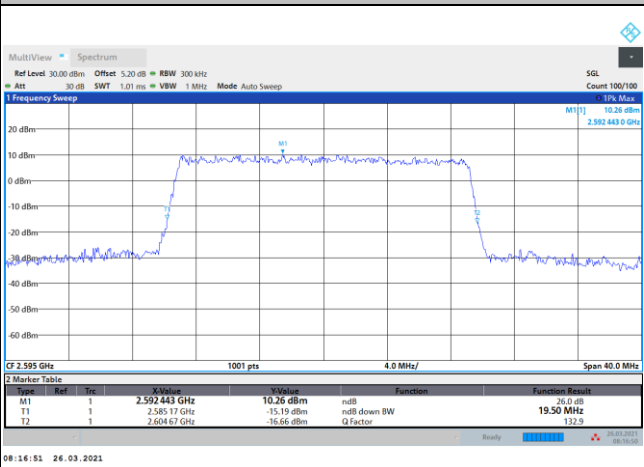 MultiView Spectrum
Ref Level 30.00 dBm Offset 5.20 dB RBW 300 kHz SGL
Att 30 dB SWT 1.01 ms VBW 1 MHz Mode Auto Sweep Count 100/100
1 Frequency Sweep 1Pk Max
M1[1] 10.26 dBm
2.592 443 0 GHz
20 dBm
M1
10 dBm
0 dBm
-10 dBm
T1 T2
-20 dBm
-30 dBm
-40 dBm
-50 dBm
-60 dBm
CF 2.595 GHz 1001 pts 4.0 MHz/ Span 40.0 MHz
2 Marker Table
Type Ref Trc X-Value Y-Value Function Function Result
M1 1 2.592 443 GHz 10.26 dBm ndB 26.0 dB
T1 1 2.585 17 GHz -15.19 dBm ndB down BW 19.50 MHz
T2 1 2.604 67 GHz -16.66 dBm Q Factor 132.9
Ready 26.03.2021
08:16:50
08:16:51 26.03.2021